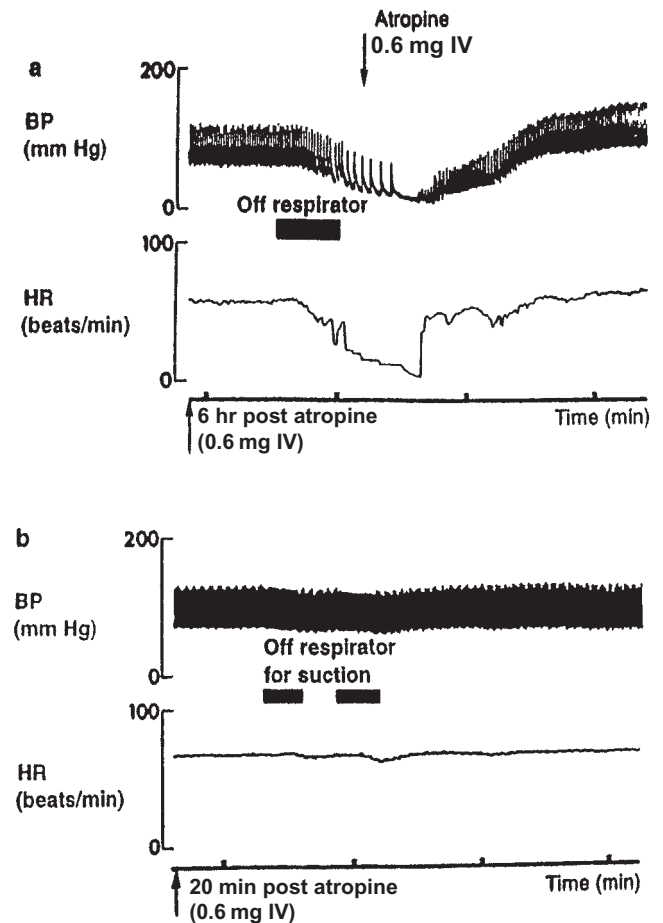 Atropine
0.6 mg IV
a
200
BP
(mm Hg)
0
Off respirator
100
HR
(beats/min)
0
6 hr post atropine
(0.6 mg IV)
Time (min)
b
200
BP
(mm Hg)
0
Off respirator
for suction
100
HR
(beats/min)
0
20 min post atropine
(0.6 mg IV)
Time (min)